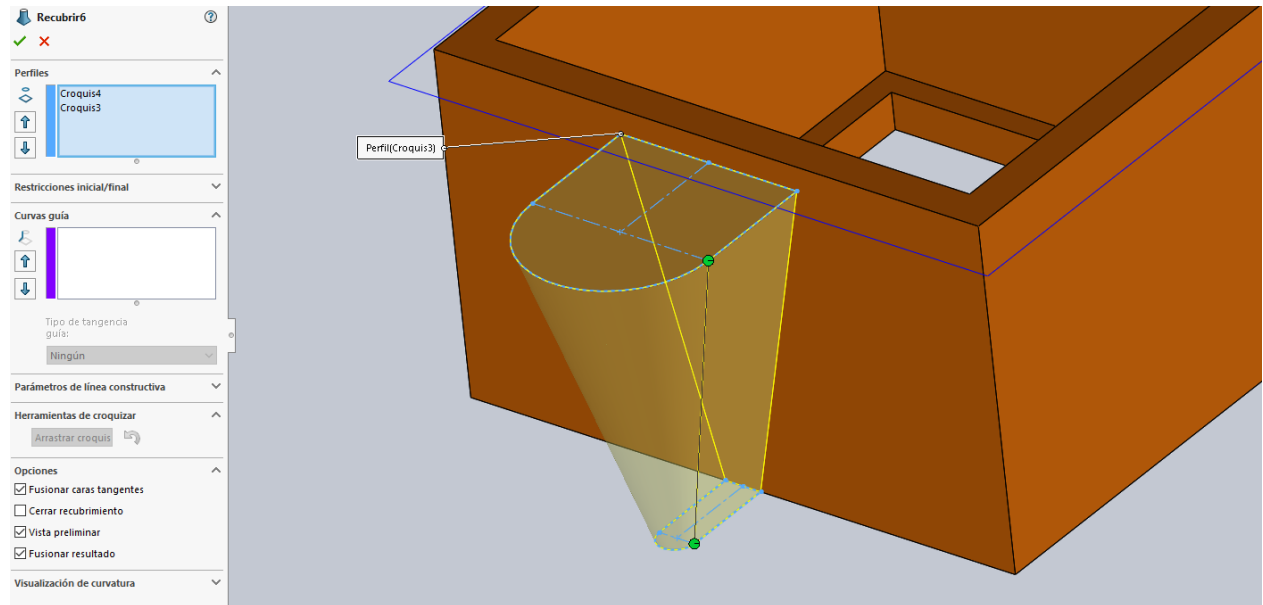 Recubrir6
Perfiles
Croquis4
Croquis3
Restricciones inicial/final
Curvas guía
Tipo de tangencia
guía:
Ningún
Parámetros de línea constructiva
Herramientas de croquizar
Arrastrar croquis
Opciones
Fusionar caras tangentes
Cerrar recubrimiento
Vista preliminar
Fusionar resultado
Visualización de curvatura
Perfil(Croquis3)